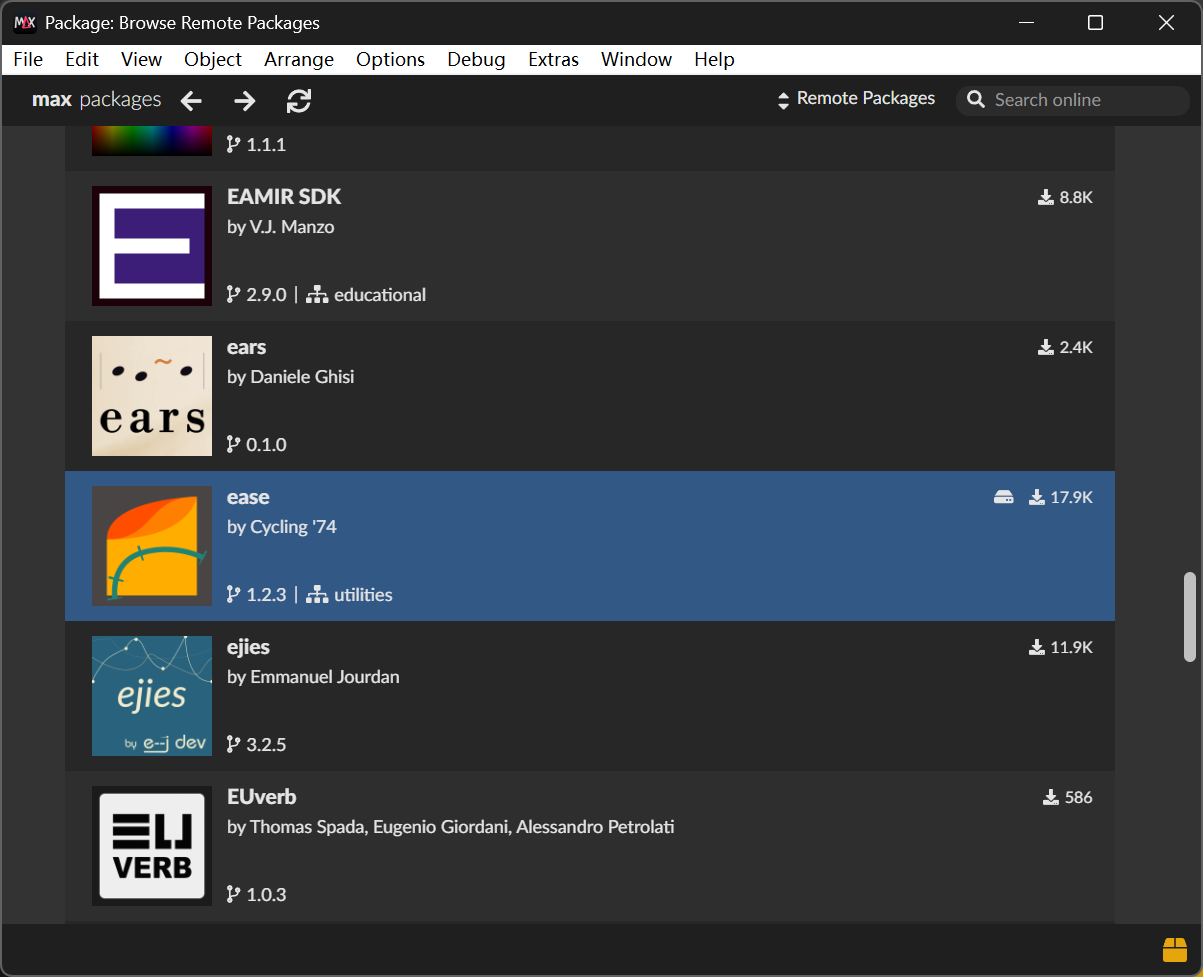 MAX Package: Browse Remote Packages
File Edit View Object Arrange Options Debug Extras Window Help
max packages Remote Packages Search online
1.1.1
EAMIR SDK 8.8K
by V.J. Manzo
2.9.0 | educational
ears 2.4K
by Daniele Ghisi
ears
0.1.0
ease 17.9K
by Cycling '74
1.2.3 | utilities
ejies 11.9K
by Emmanuel Jourdan
ejies
by e--j dev
3.2.5
EUverb 586
by Thomas Spada, Eugenio Giordani, Alessandro Petrolati
EU
VERB
1.0.3